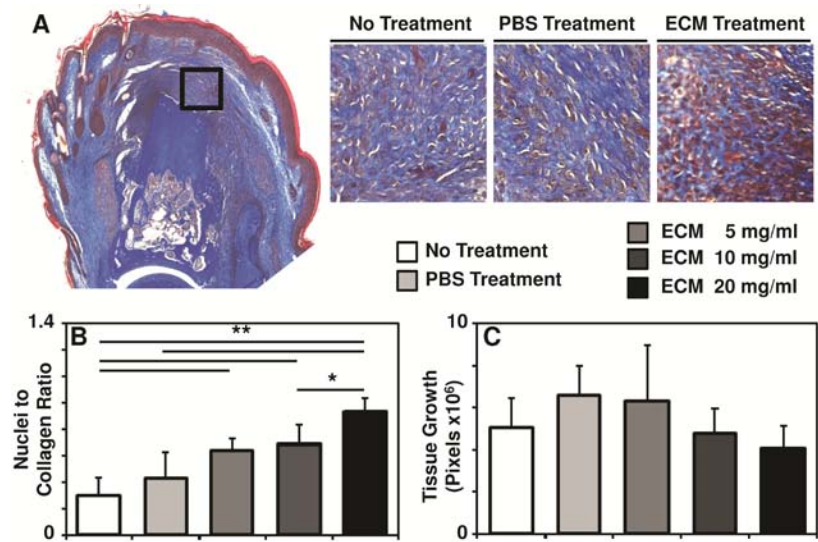 A
No Treatment
PBS Treatment
ECM Treatment
No Treatment
PBS Treatment
ECM 5 mg/ml
ECM 10 mg/ml
ECM 20 mg/ml
B
1.4
0
Nuclei to
Collagen Ratio
**
*
C
10
0
Tissue Growth
(Pixels x10⁶)